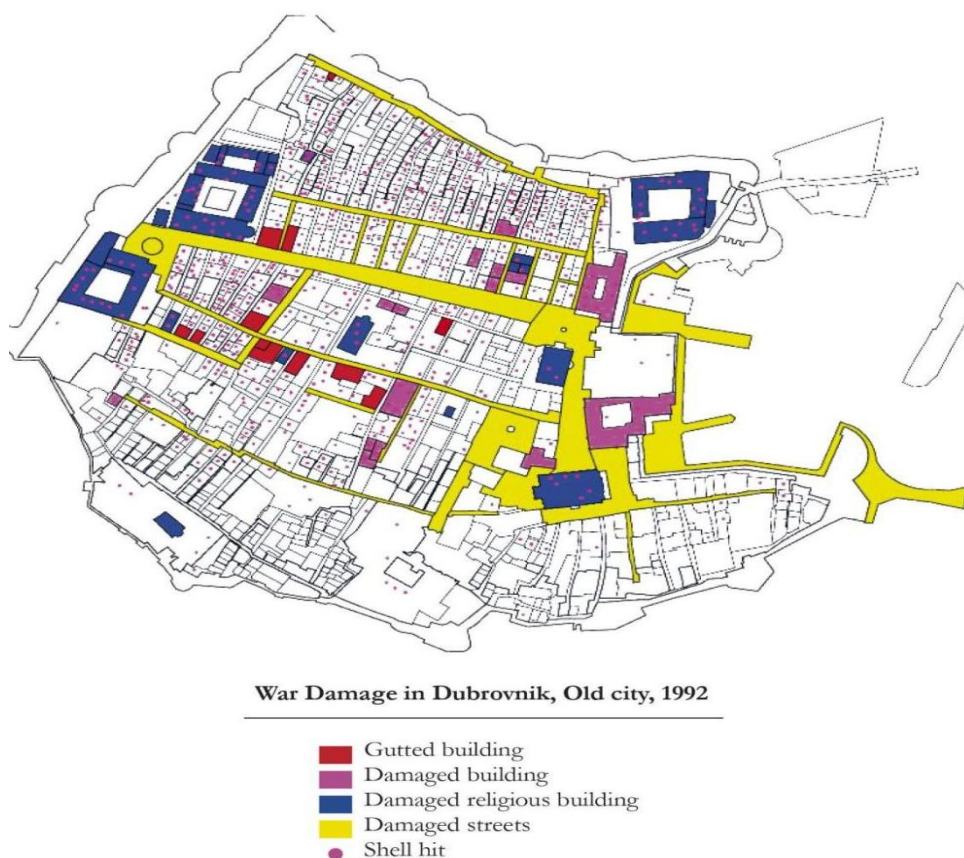 War Damage in Dubrovnik, Old city, 1992
Gutted building
Damaged building
Damaged religious building
Damaged streets
Shell hit